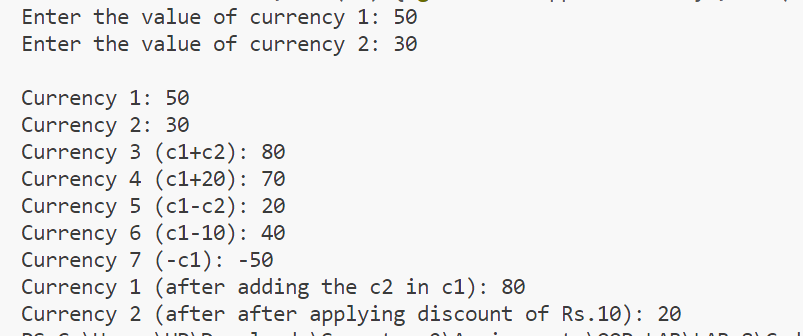 Enter the value of currency 1: 50
Enter the value of currency 2: 30
Currency 1: 50
Currency 2: 30
Currency 3 (c1+c2): 80
Currency 4 (c1+20): 70
Currency 5 (c1-c2): 20
Currency 6 (c1-10): 40
Currency 7 (-c1): -50
Currency 1 (after adding the c2 in c1): 80
Currency 2 (after after applying discount of Rs.10): 20